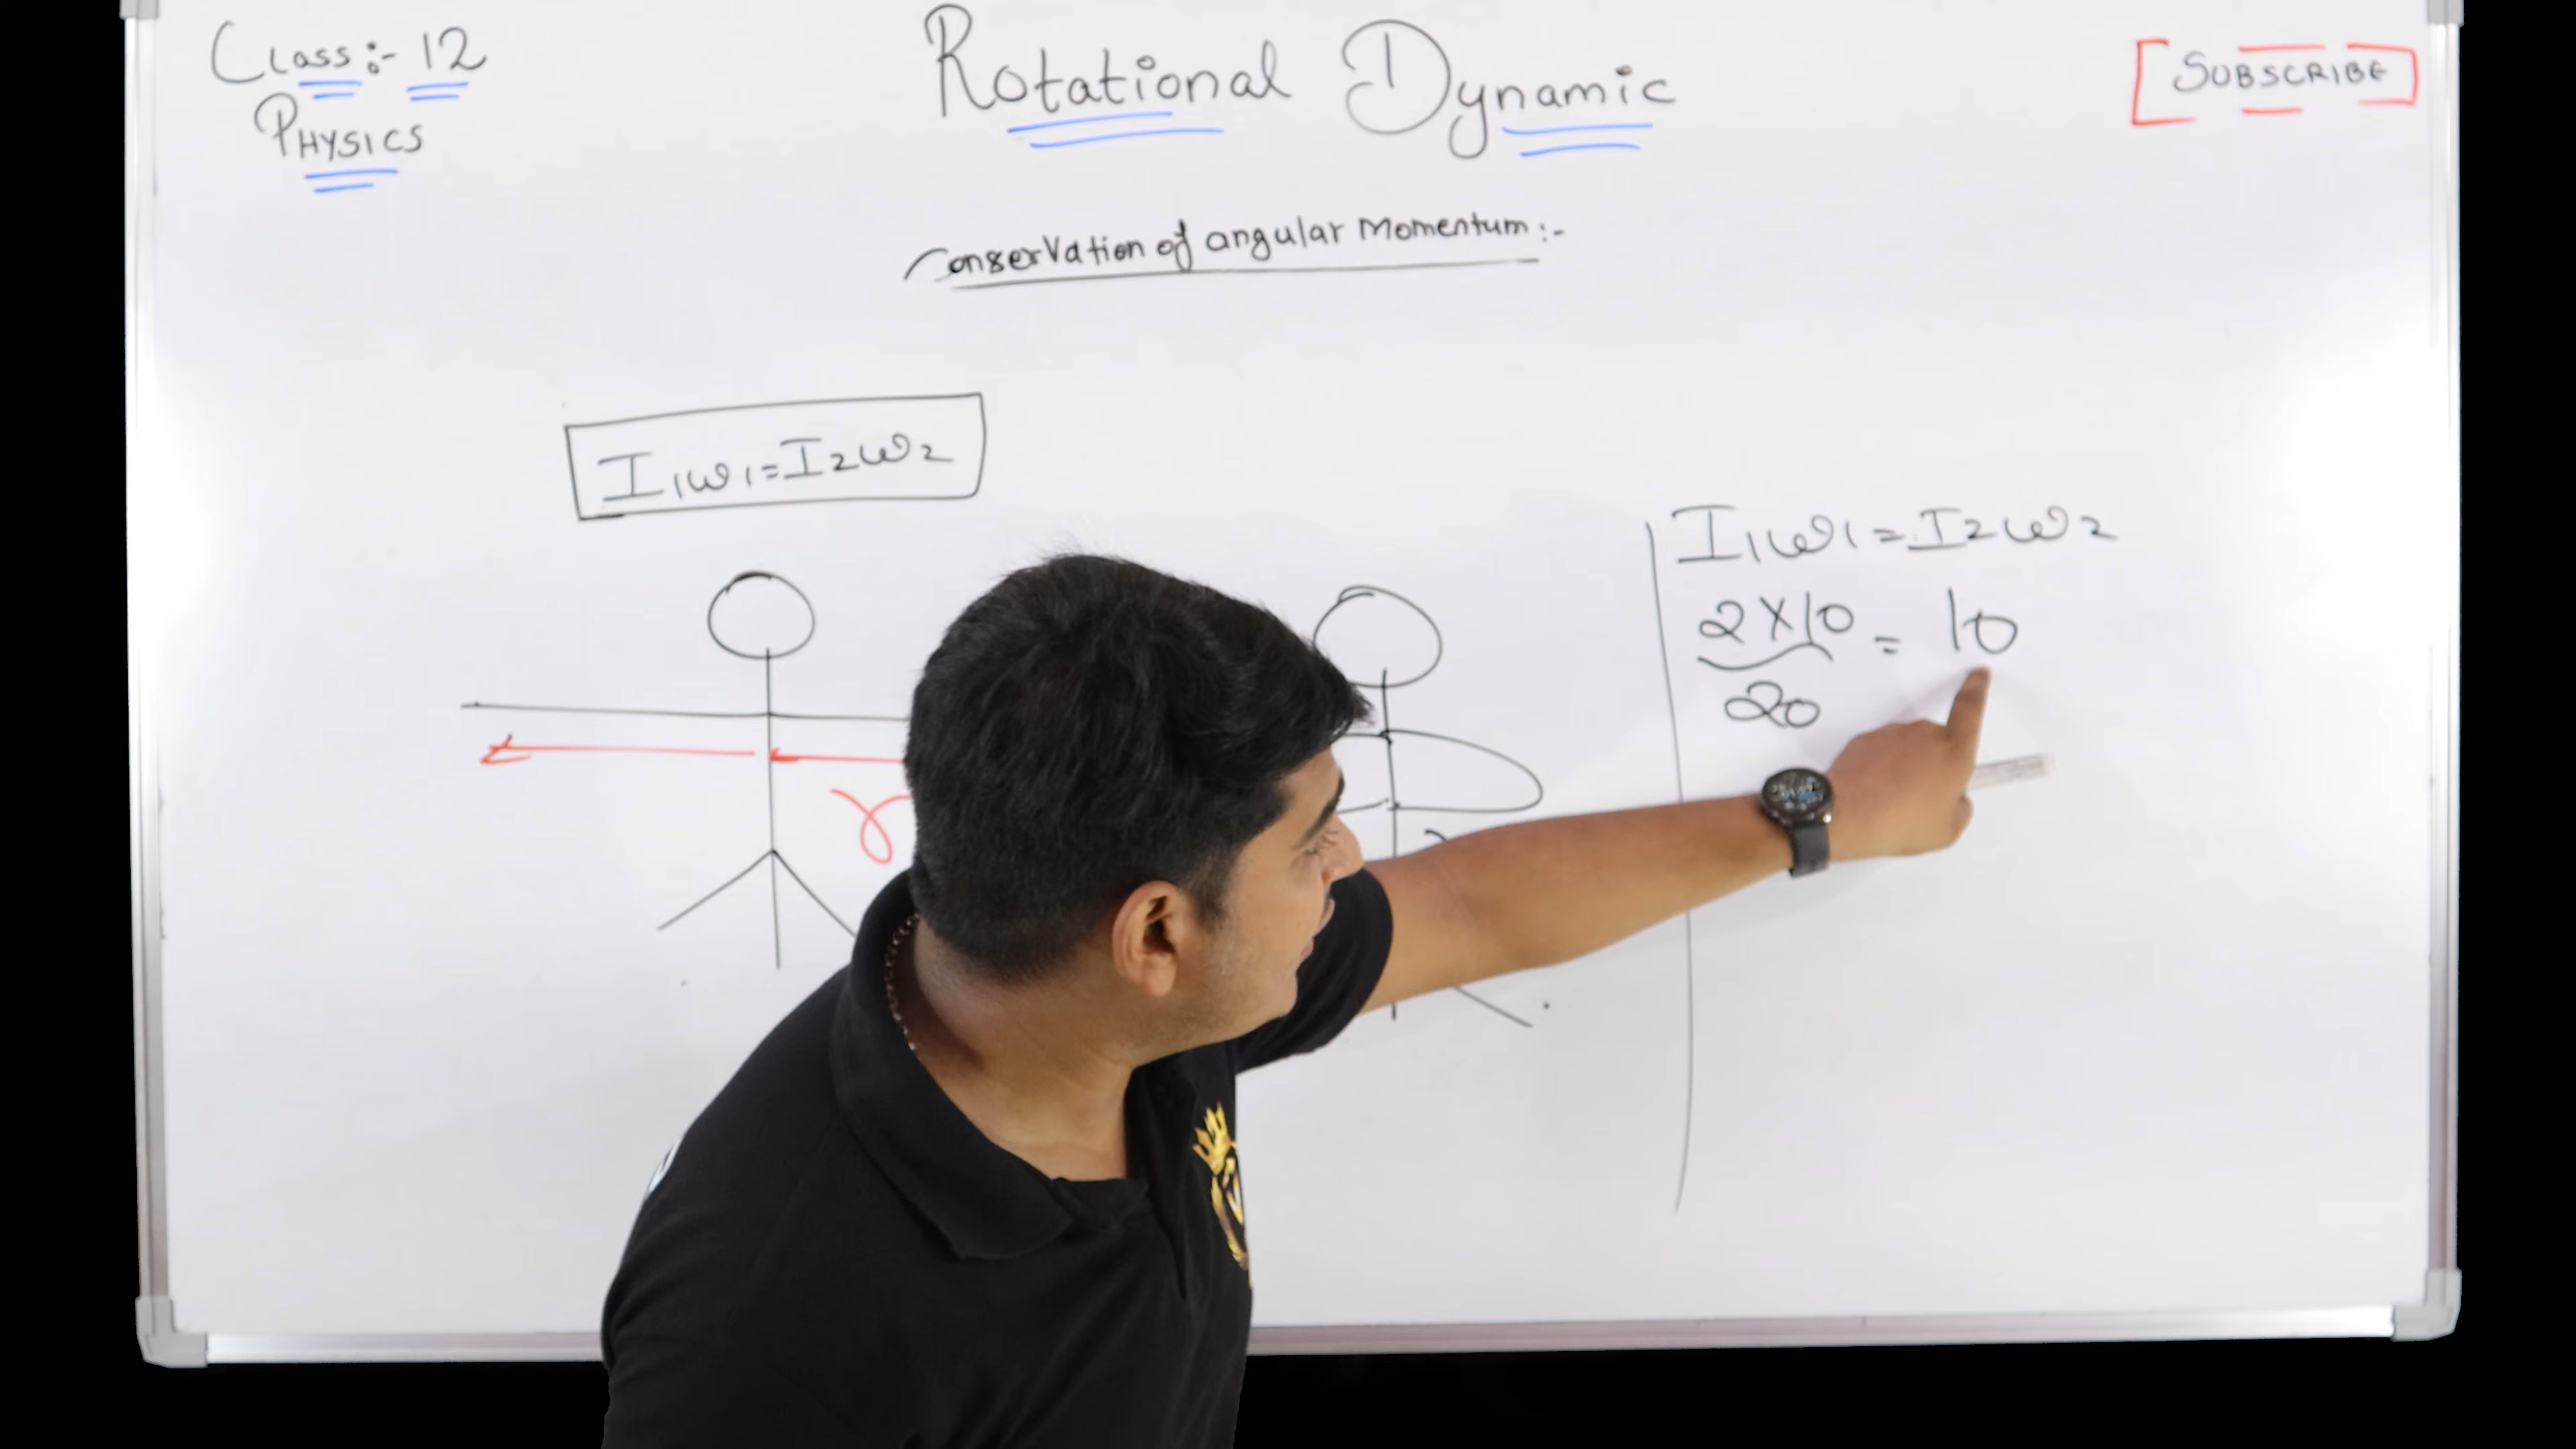 Class:- 12
PHYSICS
Rotational Dynamic
SUBSCRIBE
Conservation of angular Momentum:-
I₁ω₁=I₂ω₂
r
I₁ω₁=I₂ω₂
2×10 = 10
20